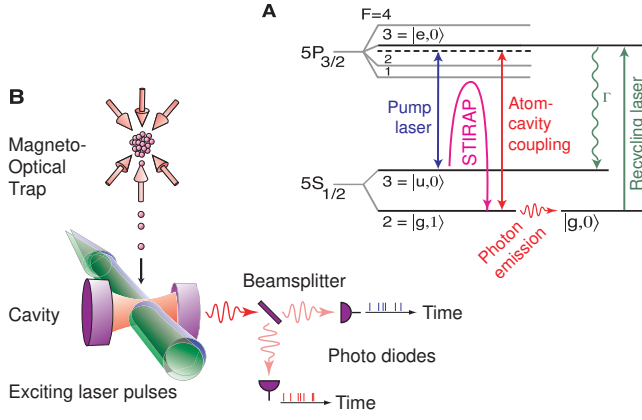 A
F=4
3 = |e,0⟩
5P3/2
2
1
Pump
laser
STIRAP
Atom-
cavity
coupling
Γ
Recycling laser
5S1/2
3 = |u,0⟩
2 = |g,1⟩
|g,0⟩
Photon
emission
B
Magneto-
Optical
Trap
Beamsplitter
Cavity
Time
Photo diodes
Exciting laser pulses
Time